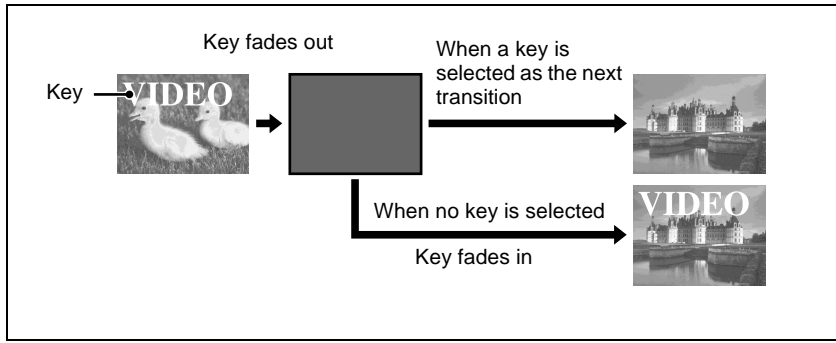 Key fades out
When a key is
selected as the next
transition
Key
VIDEO
When no key is selected
VIDEO
Key fades in